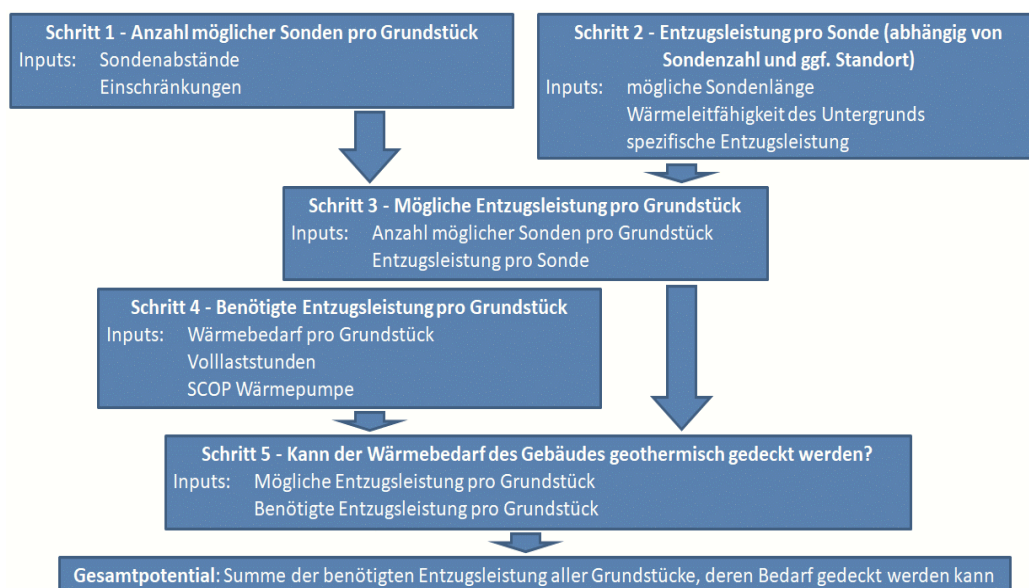 Schritt 1 - Anzahl möglicher Sonden pro Grundstück
Inputs: Sondenabstände
Einschränkungen
Schritt 2 - Entzugsleistung pro Sonde (abhängig von
Sondenzahl und ggf. Standort)
Inputs: mögliche Sondenlänge
Wärmeleitfähigkeit des Untergrunds
spezifische Entzugsleistung
Schritt 3 - Mögliche Entzugsleistung pro Grundstück
Inputs: Anzahl möglicher Sonden pro Grundstück
Entzugsleistung pro Sonde
Schritt 4 - Benötigte Entzugsleistung pro Grundstück
Inputs: Wärmebedarf pro Grundstück
Volllaststunden
SCOP Wärmepumpe
Schritt 5 - Kann der Wärmebedarf des Gebäudes geothermisch gedeckt werden?
Inputs: Mögliche Entzugsleistung pro Grundstück
Benötigte Entzugsleistung pro Grundstück
Gesamtpotential: Summe der benötigten Entzugsleistung aller Grundstücke, deren Bedarf gedeckt werden kann